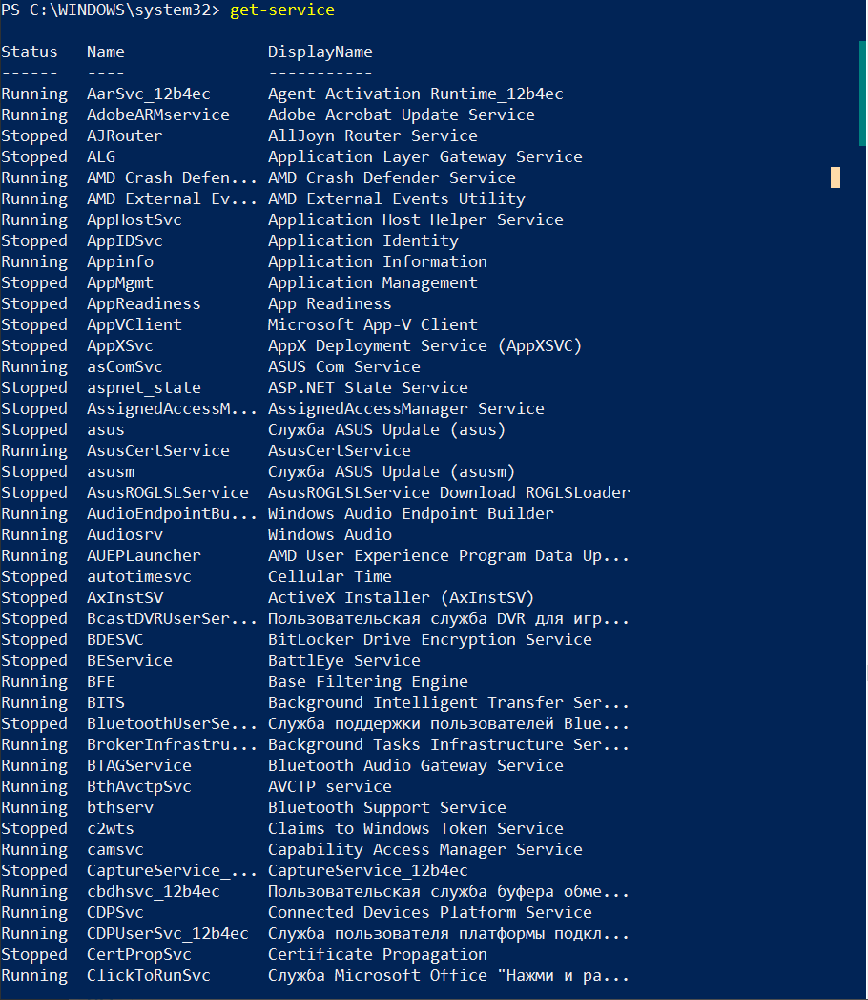 PS C:\WINDOWS\system32> get-service
Status Name DisplayName
------ ---- -----------
Running AarSvc_12b4ec Agent Activation Runtime_12b4ec
Running AdobeARMservice Adobe Acrobat Update Service
Stopped AJRouter AllJoyn Router Service
Stopped ALG Application Layer Gateway Service
Running AMD Crash Defen... AMD Crash Defender Service
Running AMD External Ev... AMD External Events Utility
Running AppHostSvc Application Host Helper Service
Stopped AppIDSvc Application Identity
Running Appinfo Application Information
Stopped AppMgmt Application Management
Stopped AppReadiness App Readiness
Stopped AppVClient Microsoft App-V Client
Stopped AppXSvc AppX Deployment Service (AppXSVC)
Running asComSvc ASUS Com Service
Stopped aspnet_state ASP.NET State Service
Stopped AssignedAccessM... AssignedAccessManager Service
Stopped asus Служба ASUS Update (asus)
Running AsusCertService AsusCertService
Stopped asusm Служба ASUS Update (asusm)
Stopped AsusROGLSLService AsusROGLSLService Download ROGLSLoader
Running AudioEndpointBu... Windows Audio Endpoint Builder
Running Audiosrv Windows Audio
Running AUEPLauncher AMD User Experience Program Data Up...
Stopped autotimesvc Cellular Time
Stopped AxInstSV ActiveX Installer (AxInstSV)
Stopped BcastDVRUserSer... Пользовательская служба DVR для игр...
Stopped BDESVC BitLocker Drive Encryption Service
Stopped BEService BattlEye Service
Running BFE Base Filtering Engine
Running BITS Background Intelligent Transfer Ser...
Stopped BluetoothUserSe... Служба поддержки пользователей Blue...
Running BrokerInfrastru... Background Tasks Infrastructure Ser...
Running BTAGService Bluetooth Audio Gateway Service
Running BthAvctpSvc AVCTP service
Running bthserv Bluetooth Support Service
Stopped c2wts Claims to Windows Token Service
Running camsvc Capability Access Manager Service
Stopped CaptureService_... CaptureService_12b4ec
Running cbdhsvc_12b4ec Пользовательская служба буфера обме...
Running CDPSvc Connected Devices Platform Service
Running CDPUserSvc_12b4ec Служба пользователя платформы подкл...
Stopped CertPropSvc Certificate Propagation
Running ClickToRunSvc Служба Microsoft Office "Нажми и ра...